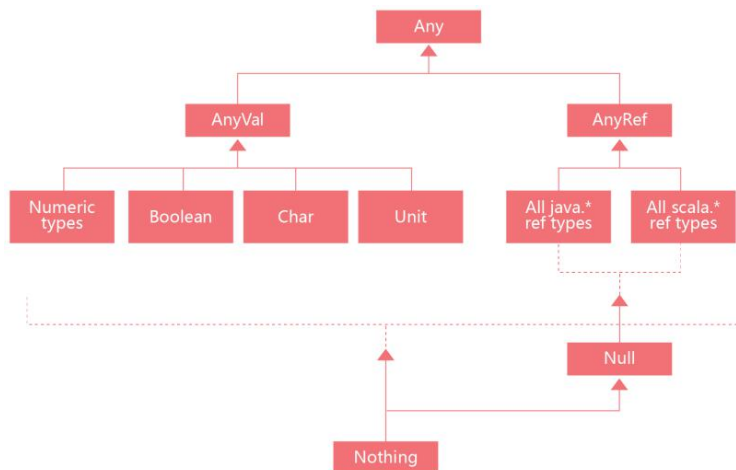 Any
AnyVal
AnyRef
Numeric
types
Boolean
Char
Unit
All java.*
ref types
All scala.*
ref types
Null
Nothing